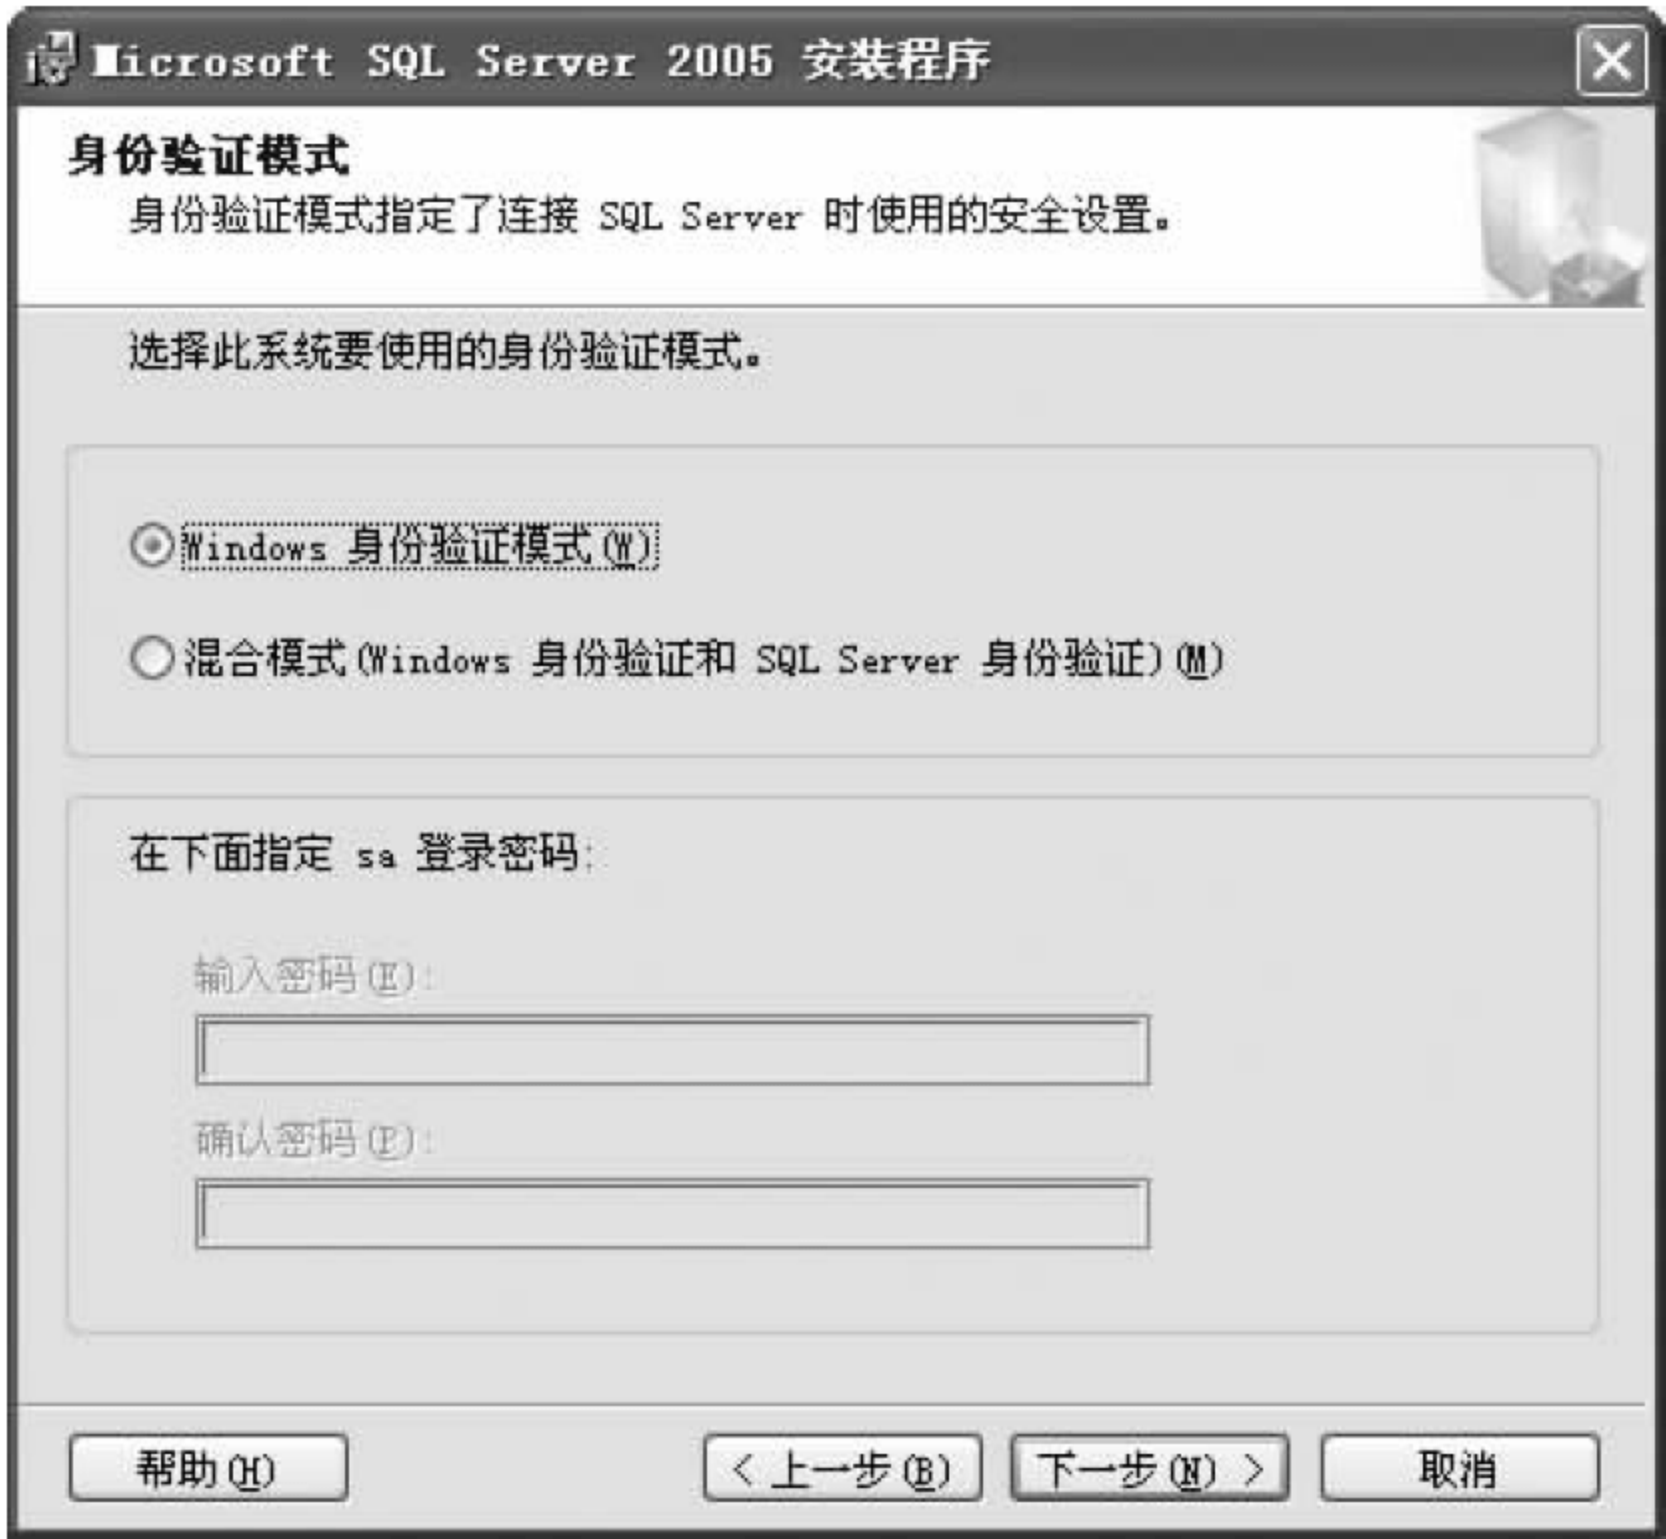 Microsoft SQL Server 2005 安装程序
身份验证模式
身份验证模式指定了连接 SQL Server 时使用的安全设置。
选择此系统要使用的身份验证模式。
Windows 身份验证模式(W)
混合模式(Windows 身份验证和 SQL Server 身份验证)(M)
在下面指定 sa 登录密码:
输入密码(E):
确认密码(P):
帮助(H)
< 上一步(B)
下一步(N) >
取消